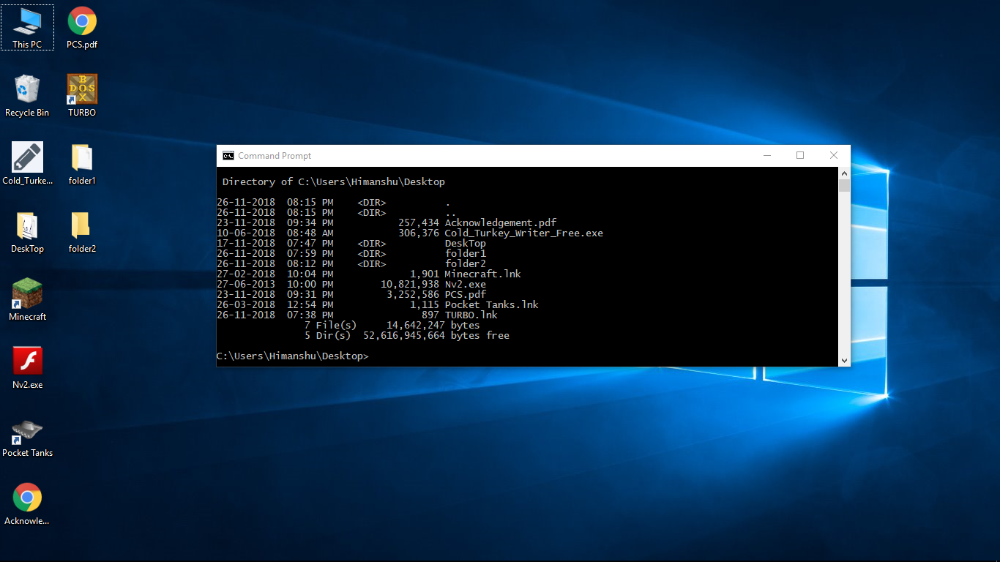 This PC
PCS.pdf
Recycle Bin
TURBO
Cold_Turke...
folder1
DeskTop
folder2
Minecraft
Nv2.exe
Pocket Tanks
Acknowle...
B
DOS
X
C:\.
Command Prompt
Directory of C:\Users\Himanshu\Desktop
26-11-2018  08:15 PM    <DIR>          .
26-11-2018  08:15 PM    <DIR>          ..
23-11-2018  09:34 PM           257,434 Acknowledgement.pdf
10-06-2018  08:48 AM           306,376 Cold_Turkey_Writer_Free.exe
17-11-2018  07:47 PM    <DIR>          DeskTop
26-11-2018  07:59 PM    <DIR>          folder1
26-11-2018  08:12 PM    <DIR>          folder2
27-02-2018  10:04 PM             1,901 Minecraft.lnk
27-06-2013  10:00 PM        10,821,938 Nv2.exe
23-11-2018  09:31 PM         3,252,586 PCS.pdf
26-03-2018  12:54 PM             1,115 Pocket Tanks.lnk
26-11-2018  07:38 PM               897 TURBO.lnk
7 File(s)     14,642,247 bytes
5 Dir(s)  52,616,945,664 bytes free
C:\Users\Himanshu\Desktop>